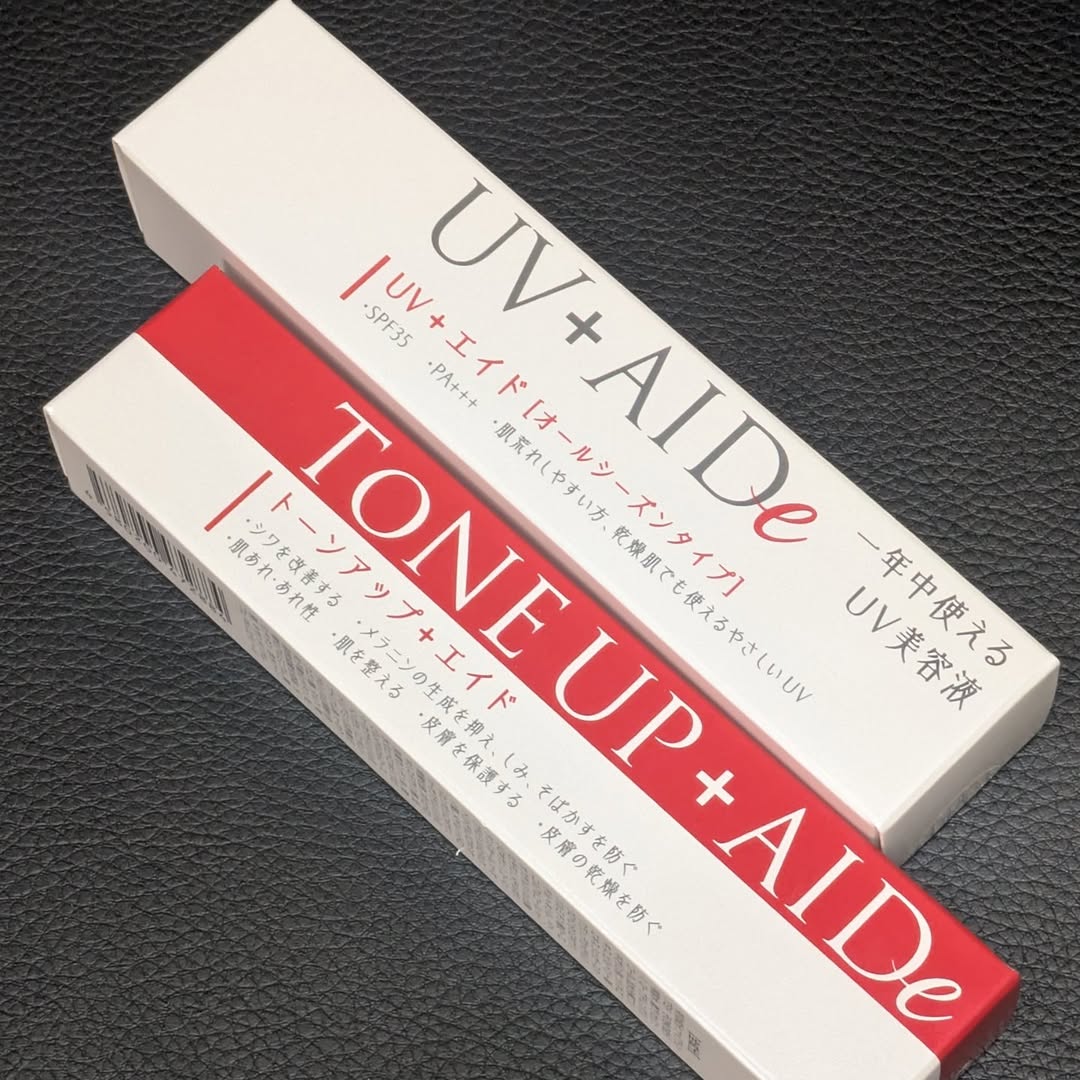 UV+AIDe
UV+エイド[オールシーズンタイプ]
・SPF35 ・PA+++ ・肌荒れしやすい方、乾燥肌でも使えるやさしいUV
一年中使える
UV美容液
TONE UP+AIDe
トーンアップ+エイド
・シワを改善する ・メラニンの生成を抑え、しみ、そばかすを防ぐ
・肌あれ・あれ性 ・肌を整える ・皮膚を保護する ・皮膚の乾燥を防ぐ